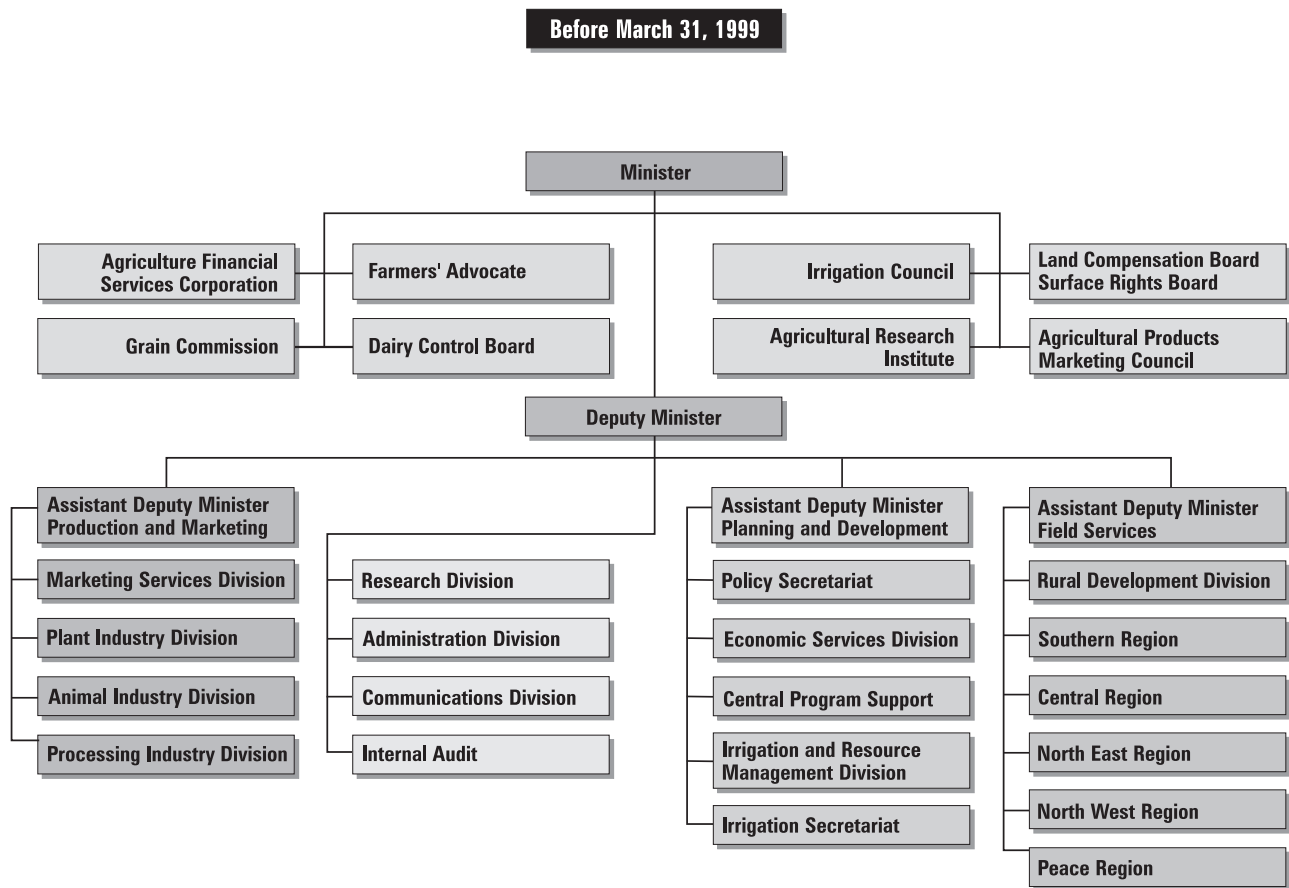 Before March 31, 1999
Minister
Agriculture Financial
Services Corporation
Farmers' Advocate
Irrigation Council
Land Compensation Board
Surface Rights Board
Grain Commission
Dairy Control Board
Agricultural Research
Institute
Agricultural Products
Marketing Council
Deputy Minister
Assistant Deputy Minister
Production and Marketing
Marketing Services Division
Plant Industry Division
Animal Industry Division
Processing Industry Division
Research Division
Administration Division
Communications Division
Internal Audit
Assistant Deputy Minister
Planning and Development
Policy Secretariat
Economic Services Division
Central Program Support
Irrigation and Resource
Management Division
Irrigation Secretariat
Assistant Deputy Minister
Field Services
Rural Development Division
Southern Region
Central Region
North East Region
North West Region
Peace Region